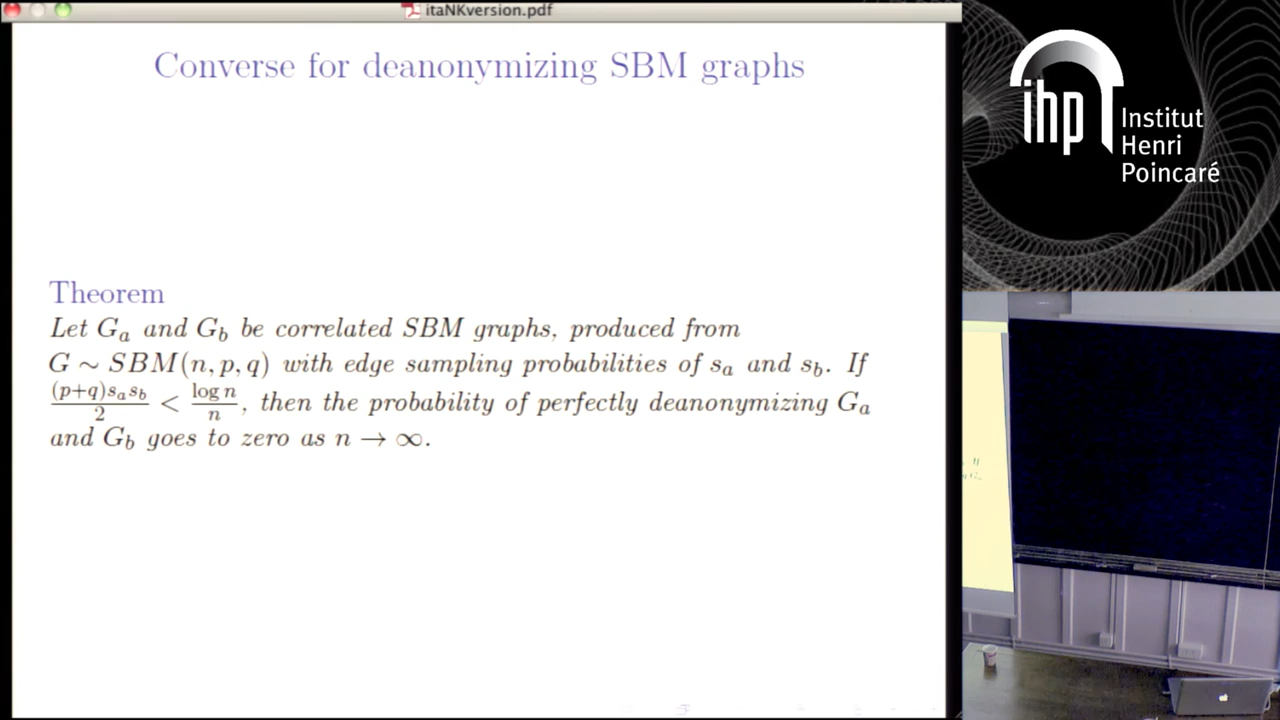 itaNKversion.pdf
Converse for deanonymizing SBM graphs
Theorem
Let G_a and G_b be correlated SBM graphs, produced from
G ∼ SBM(n, p, q) with edge sampling probabilities of s_a and s_b. If
(p+q)s_a s_b / 2 < log n / n, then the probability of perfectly deanonymizing G_a
and G_b goes to zero as n → ∞.
ihp
Institut
Henri
Poincaré